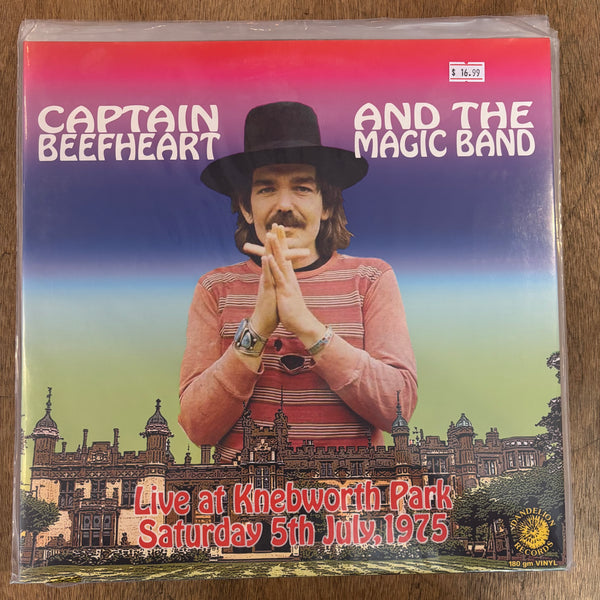 $ 16.99
CAPTAIN
BEEFHEART
AND THE
MAGIC BAND
Live at Knebworth Park
Saturday 5th July, 1975
DANDELION
RECORDS
180 gm VINYL